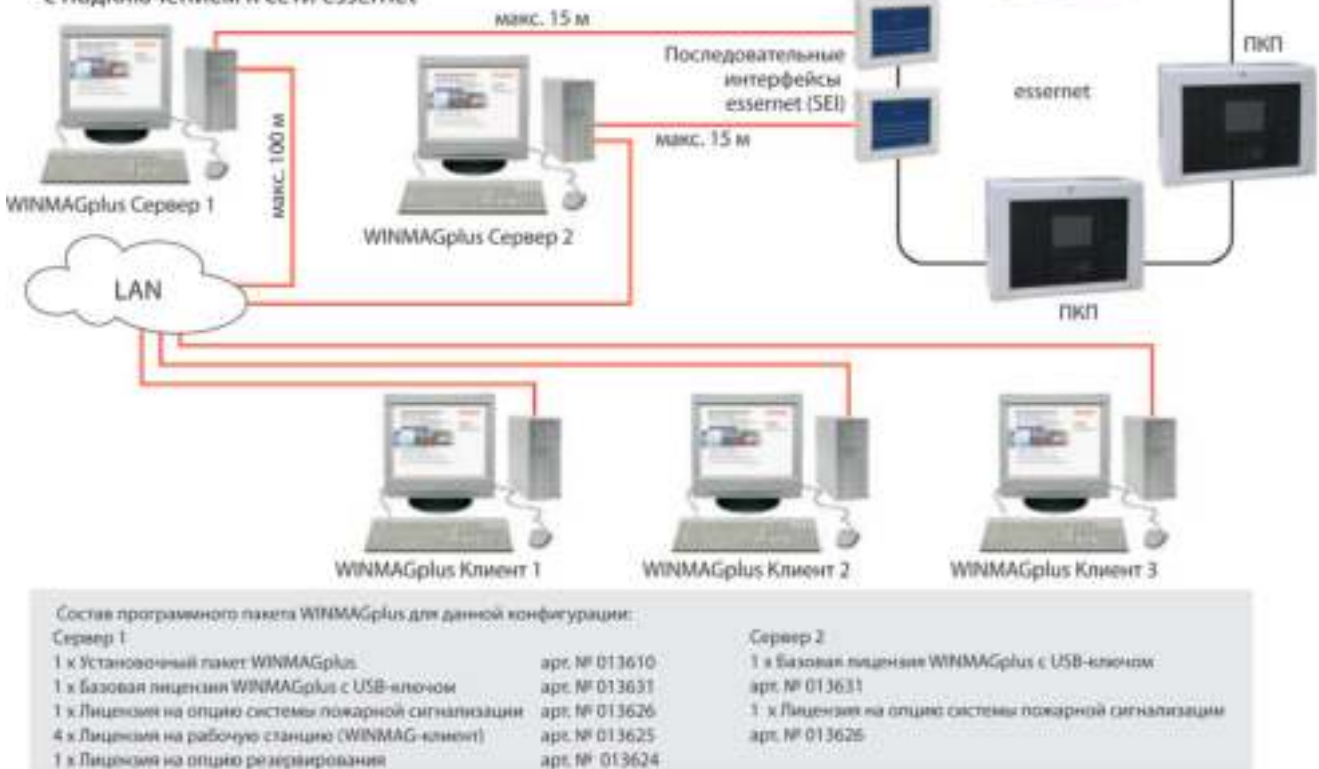 с подключением к сети essernet
макс. 15 м
Последовательные
интерфейсы
essernet (SEI)
ПКП
essernet
макс. 100 м
макс. 15 м
WINMAGplus Сервер 1
WINMAGplus Сервер 2
LAN
ПКП
WINMAGplus Клиент 1
WINMAGplus Клиент 2
WINMAGplus Клиент 3
Состав программного пакета WINMAGplus для данной конфигурации:
Сервер 1
1 x Установочный пакет WINMAGplus арт. № 013610
1 x Базовая лицензия WINMAGplus с USB-ключом арт. № 013631
1 x Лицензия на опцию системы пожарной сигнализации арт. № 013626
4 x Лицензия на рабочую станцию (WINMAG-клиент) арт. № 013625
1 x Лицензия на опцию резервирования арт. № 013624
Сервер 2
1 x Базовая лицензия WINMAGplus с USB-ключом
арт. № 013631
1 x Лицензия на опцию системы пожарной сигнализации
арт. № 013626